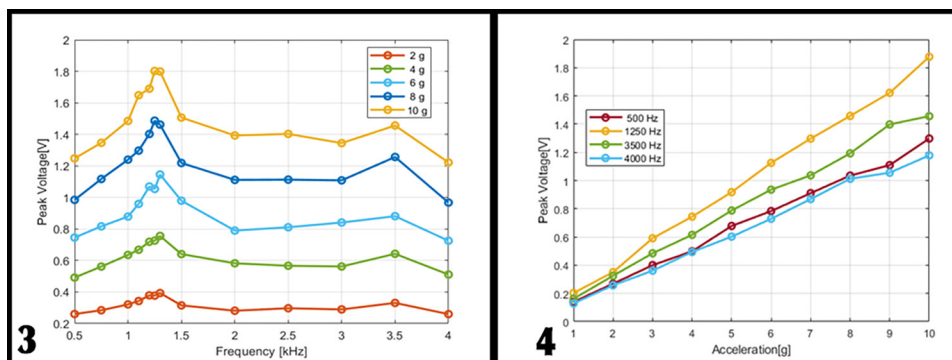 2
1.8
1.6
1.4
1.2
1
0.8
0.6
0.4
0.2
Peak Voltage[V]
0.5 1 1.5 2 2.5 3 3.5 4
Frequency [kHz]
2 g
4 g
6 g
8 g
10 g
3
2
1.8
1.6
1.4
1.2
1
0.8
0.6
0.4
0.2
0
Peak Voltage[V]
1 2 3 4 5 6 7 8 9 10
Acceleration[g]
500 Hz
1250 Hz
3500 Hz
4000 Hz
4